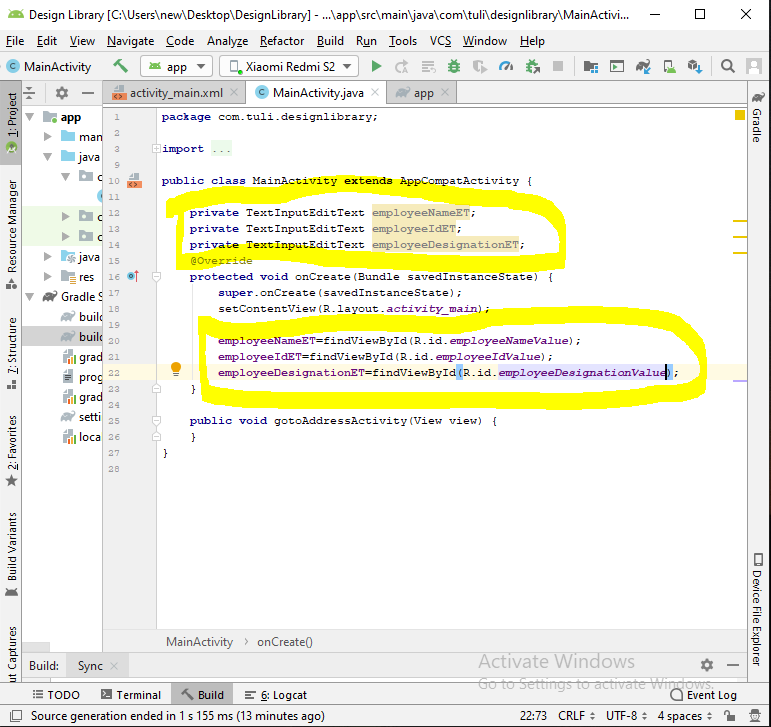 Design Library [C:\Users\new\Desktop\DesignLibrary] - ...\app\src\main\java\com\tuli\designlibrary\MainActivi...
File Edit View Navigate Code Analyze Refactor Build Run Tools VCS Window Help
MainActivity app Xiaomi Redmi S2
activity_main.xml MainActivity.java app
1: Project
Resource Manager
7: Structure
2: Favorites
Build Variants
ut Captures
app
man
java
c
c
c
java
res
Gradle S
build
build
grad
prog
grad
setti
loca
1 package com.tuli.designlibrary;
2
3 import ...
9
10 public class MainActivity extends AppCompatActivity {
11
12 private TextInputEditText employeeNameET;
13 private TextInputEditText employeeIdET;
14 private TextInputEditText employeeDesignationET;
15 @Override
16 protected void onCreate(Bundle savedInstanceState) {
17 super.onCreate(savedInstanceState);
18 setContentView(R.layout.activity_main);
19
20 employeeNameET=findViewById(R.id.employeeNameValue);
21 employeeIdET=findViewById(R.id.employeeIdValue);
22 employeeDesignationET=findViewById(R.id.employeeDesignationValue);
23 }
24
25 public void gotoAddressActivity(View view) {
26 }
27 }
28
Gradle
Device File Explorer
MainActivity > onCreate()
Build: Sync
Activate Windows
Go to Settings to activate Windows.
TODO Terminal Build 6: Logcat Event Log
Source generation ended in 1 s 155 ms (13 minutes ago) 22:73 CRLF UTF-8 4 spaces